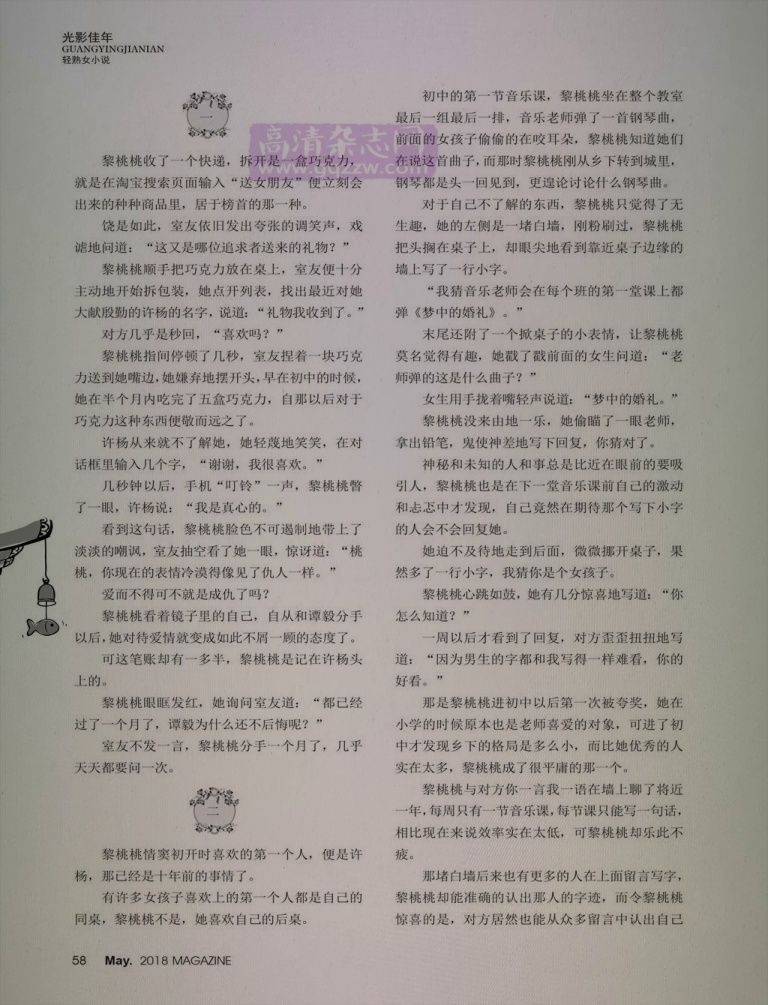 光影佳年
GUANGYINGJIANIAN
轻熟女小说
一
黎桃桃收了一个快递，拆开是一盒巧克力，
就是在淘宝搜索页面输入“送女朋友”便立刻会
出来的种种商品里，居于榜首的那一种。
饶是如此，室友依旧发出夸张的调笑声，戏
谑地问道：“这又是哪位追求者送来的礼物？”
黎桃桃顺手把巧克力放在桌上，室友便十分
主动地开始拆包装，她点开列表，找出最近对她
大献殷勤的许杨的名字，说道：“礼物我收到了。”
对方几乎是秒回，“喜欢吗？”
黎桃桃指间停顿了几秒，室友捏着一块巧克
力送到她嘴边，她嫌弃地摆开头，早在初中的时候，
她在半个月内吃完了五盒巧克力，自那以后对于
巧克力这种东西便敬而远之了。
许杨从来就不了解她，她轻蔑地笑笑，在对
话框里输入几个字，“谢谢，我很喜欢。”
几秒钟以后，手机“叮铃”一声，黎桃桃瞥
了一眼，许杨说：“我是真心的。”
看到这句话，黎桃桃脸色不可遏制地带上了
淡淡的嘲讽，室友抽空看了她一眼，惊讶道：“桃
桃，你现在的表情冷漠得像见了仇人一样。”
爱而不得可不就是成仇了吗？
黎桃桃看着镜子里的自己，自从和谭毅分手
以后，她对待爱情就变成如此不屑一顾的态度了。
可这笔账却有一多半，黎桃桃是记在许杨头
上的。
黎桃桃眼眶发红，她询问室友道：“都已经
过了一个月了，谭毅为什么还不后悔呢？”
室友不发一言，黎桃桃分手一个月了，几乎
天天都要问一次。
二
黎桃桃情窦初开时喜欢的第一个人，便是许
杨，那已经是十年前的事情了。
有许多女孩子喜欢上的第一个人都是自己的
同桌，黎桃桃不是，她喜欢自己的后桌。
初中的第一节音乐课，黎桃桃坐在整个教室
最后一组最后一排，音乐老师弹了一首钢琴曲，
前面的女孩子偷偷的在咬耳朵，黎桃桃知道她们
在说这首曲子，而那时黎桃桃刚从乡下转到城里，
钢琴都是头一回见到，更遑论讨论什么钢琴曲。
对于自己不了解的东西，黎桃桃只觉得了无
生趣，她的左侧是一堵白墙，刚粉刷过，黎桃桃
把头搁在桌子上，却眼尖地看到靠近桌子边缘的
墙上写了一行小字。
“我猜音乐老师会在每个班的第一堂课上都
弹《梦中的婚礼》。”
末尾还附了一个掀桌子的小表情，让黎桃桃
莫名觉得有趣，她戳了戳前面的女生问道：“老
师弹的这是什么曲子？”
女生用手拢着嘴轻声说道：“梦中的婚礼。”
黎桃桃没来由地一乐，她偷瞄了一眼老师，
拿出铅笔，鬼使神差地写下回复，你猜对了。
神秘和未知的人和事总是比近在眼前的要吸
引人，黎桃桃也是在下一堂音乐课前自己的激动
和忐忑中才发现，自己竟然在期待那个写下小字
的人会不会回复她。
她迫不及待地走到后面，微微挪开桌子，果
然多了一行小字，我猜你是个女孩子。
黎桃桃心跳如鼓，她有几分惊喜地写道：“你
怎么知道？”
一周以后才看到了回复，对方歪歪扭扭地写
道：“因为男生的字都和我写得一样难看，你的
好看。”
那是黎桃桃进初中以后第一次被夸奖，她在
小学的时候原本也是老师喜爱的对象，可进了初
中才发现乡下的格局是多么小，而比她优秀的人
实在太多，黎桃桃成了很平庸的那一个。
黎桃桃与对方你一言我一语在墙上聊了将近
一年，每周只有一节音乐课，每节课只能写一句话，
相比现在来说效率实在太低，可黎桃桃却乐此不
疲。
那堵白墙后来也有更多的人在上面留言写字，
黎桃桃却能准确的认出那人的字迹，而令黎桃桃
惊喜的是，对方居然也能从众多留言中认出自己
58 May. 2018 MAGAZINE
高清杂志网
www.gqzzw.com